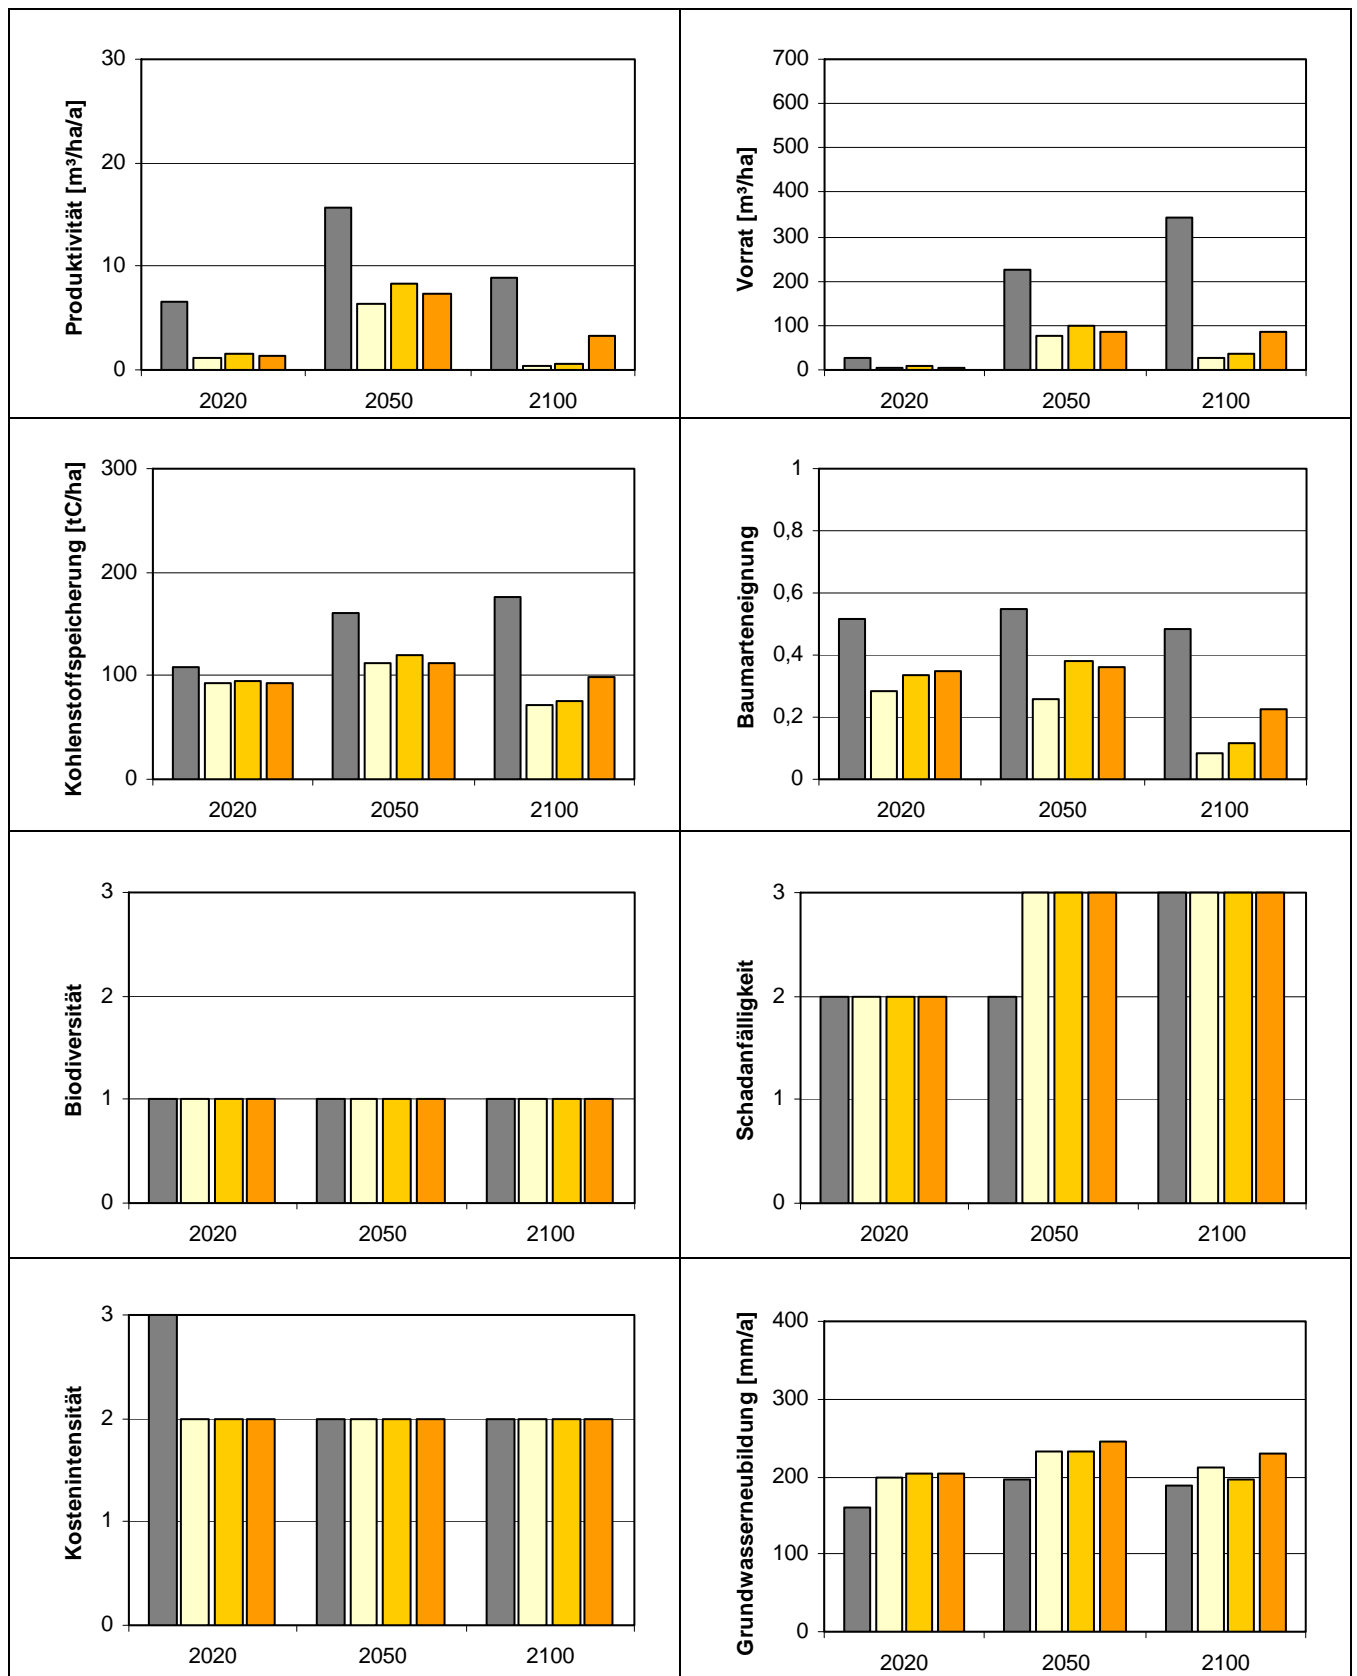 Produktivität [m³/ha/a]
30
20
10
0
2020 2050 2100
Vorrat [m³/ha]
700
600
500
400
300
200
100
0
2020 2050 2100
Kohlenstoffspeicherung [tC/ha]
300
200
100
0
2020 2050 2100
Baumarteneignung
1
0,8
0,6
0,4
0,2
0
2020 2050 2100
Biodiversität
3
2
1
0
2020 2050 2100
Schadanfälligkeit
3
2
1
0
2020 2050 2100
Kostenintensität
3
2
1
0
2020 2050 2100
Grundwasserneubildung [mm/a]
400
300
200
100
0
2020 2050 2100